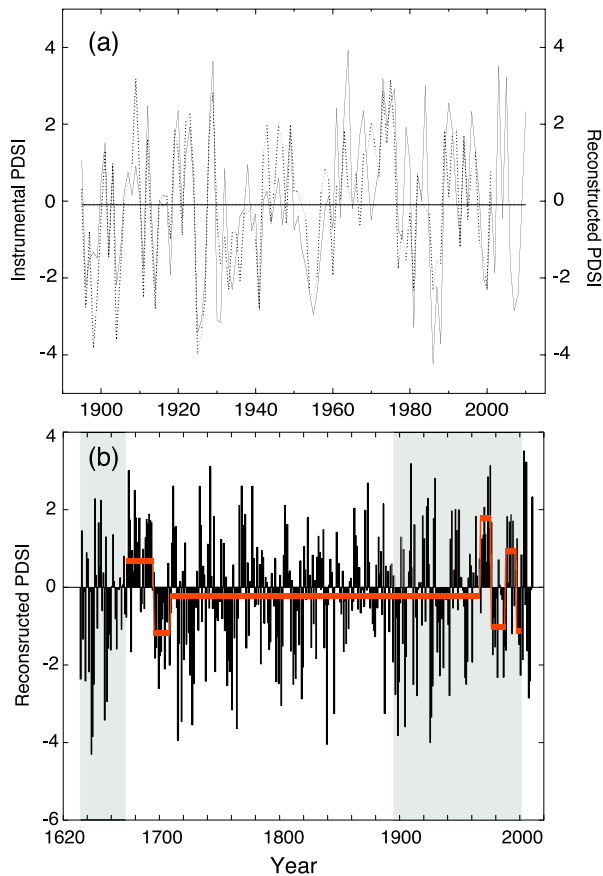 (a)
4
2
0
-2
-4
4
2
0
-2
-4
Instrumental PDSI
Reconstructed PDSI
1900 1920 1940 1960 1980 2000
(b)
4
2
0
-2
-4
-6
Reconsructed PDSI
1620 1700 1800 1900 2000
Year